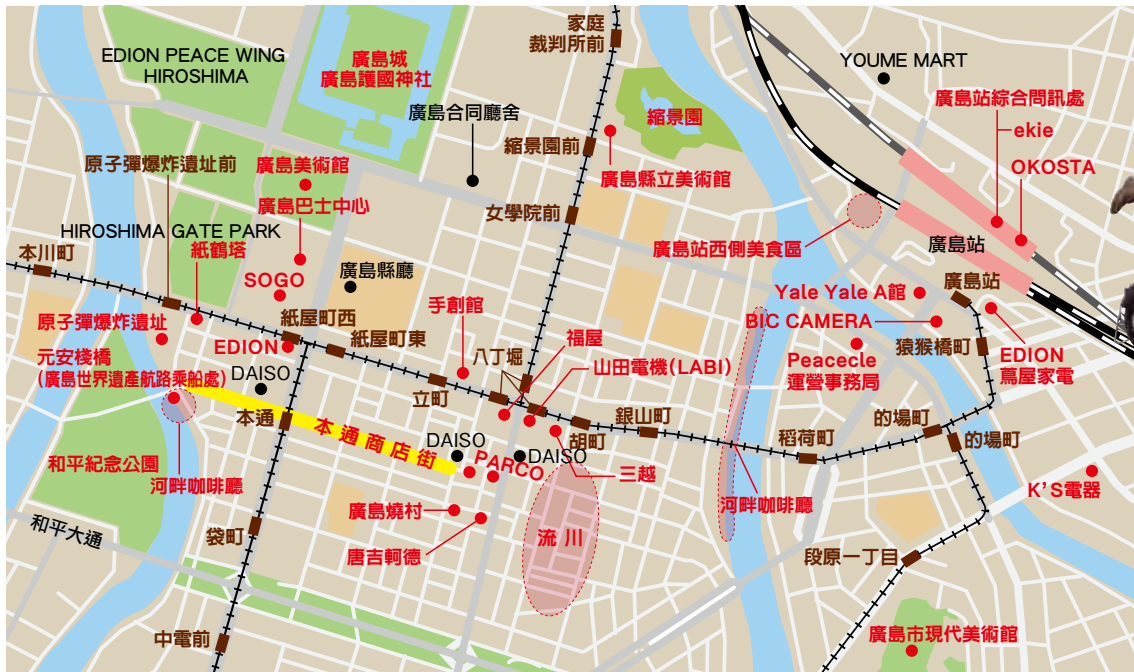 家庭
裁判所前
EDION PEACE WING
HIROSHIMA
廣島城
廣島護國神社
YOUME MART
廣島站綜合問訊處
ekie
OKOSTA
廣島合同廳舍
縮景園
縮景園前
廣島縣立美術館
原子彈爆炸遺址前
廣島美術館
廣島巴士中心
女學院前
HIROSHIMA GATE PARK
紙鶴塔
本川町
廣島站西側美食區
廣島站
廣島縣廳
SOGO
手創館
Yale Yale A館
廣島站
原子彈爆炸遺址
紙屋町西
EDION
紙屋町東
福屋
八丁堀
山田電機(LABI)
BIC CAMERA
猿猴橋町
Peacecle
運營事務局
EDION
蔦屋家電
元安棧橋
(廣島世界遺產航路乘船處)
DAISO
立町
本通
銀山町
胡町
稻荷町
的場町
的場町
本通商店街
DAISO
PARCO
DAISO
三越
和平紀念公園
河畔咖啡廳
河畔咖啡廳
K'S電器
廣島燒村
唐吉軻德
流川
和平大通
袋町
段原一丁目
中電前
廣島市現代美術館